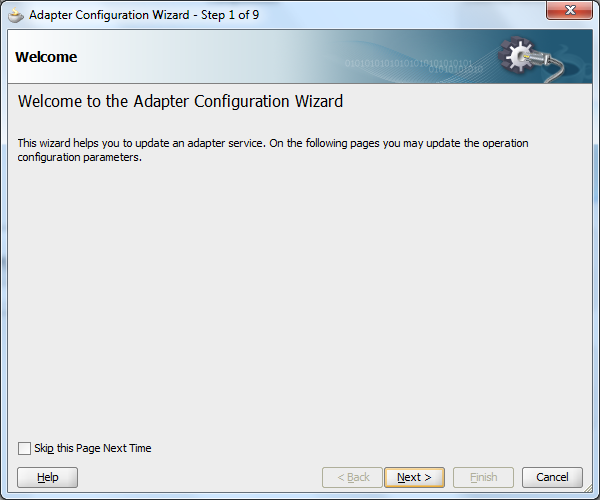 Adapter Configuration Wizard - Step 1 of 9
Welcome
0101010101010101010101010101
01010101010
Welcome to the Adapter Configuration Wizard
This wizard helps you to update an adapter service. On the following pages you may update the operation
configuration parameters.
Skip this Page Next Time
Help < Back Next > Finish Cancel